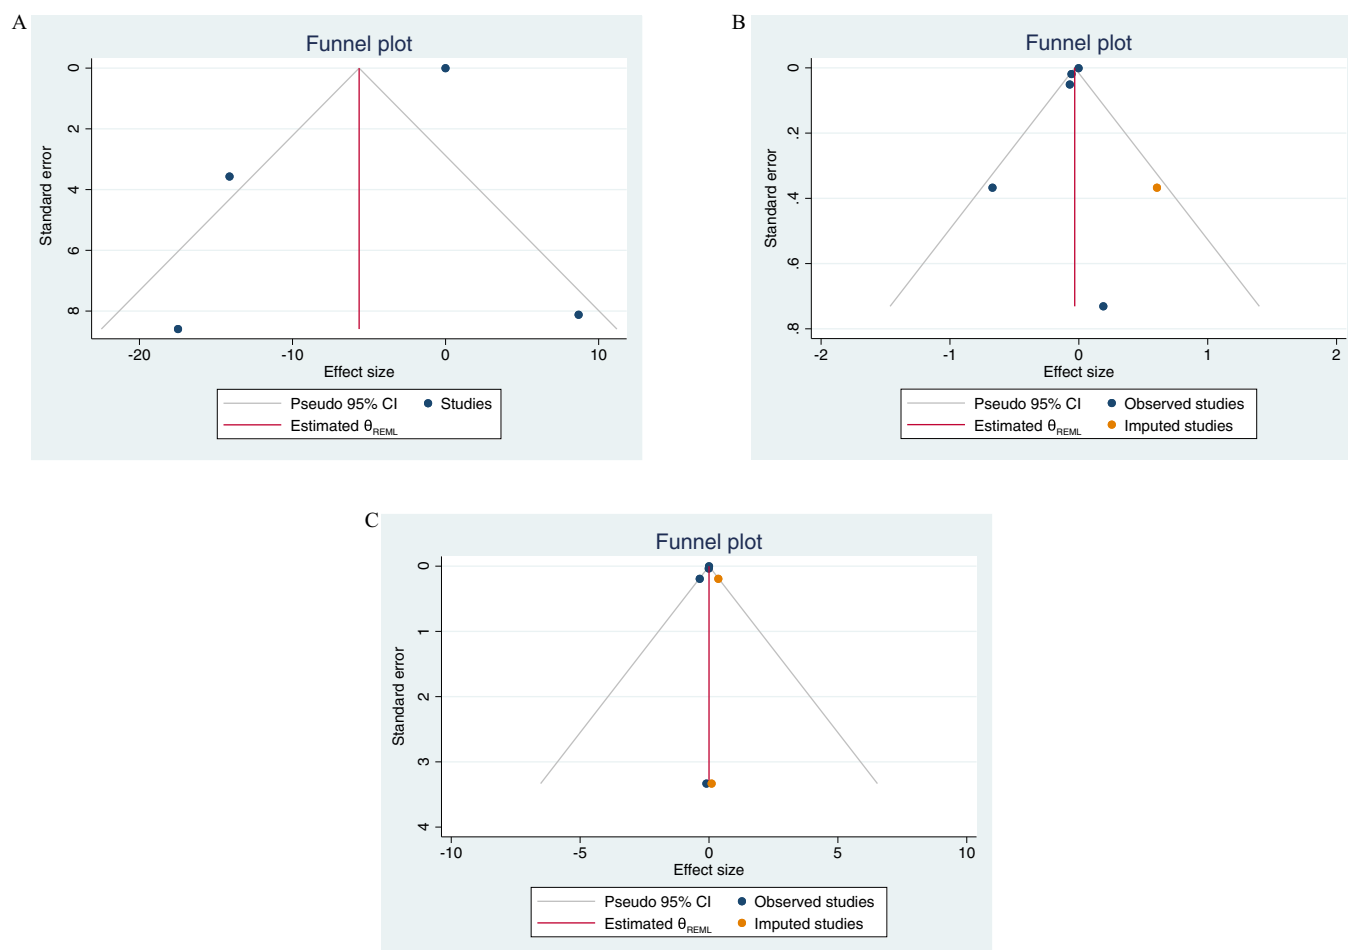 A
Funnel plot
0
2
4
6
8
Standard error
-20 -10 0 10
Effect size
Pseudo 95% CI Studies
Estimated θREML
B
Funnel plot
0
.2
.4
.6
.8
Standard error
-2 -1 0 1 2
Effect size
Pseudo 95% CI Observed studies
Estimated θREML Imputed studies
C
Funnel plot
0
1
2
3
4
Standard error
-10 -5 0 5 10
Effect size
Pseudo 95% CI Observed studies
Estimated θREML Imputed studies